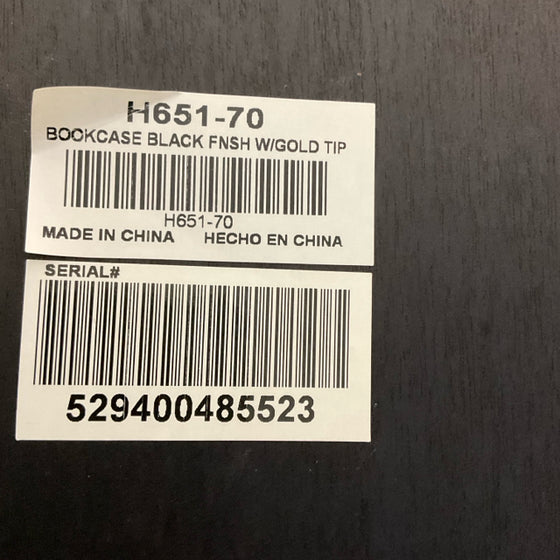 H651-70
BOOKCASE BLACK FNSH W/GOLD TIP
H651-70
MADE IN CHINA HECHO EN CHINA
SERIAL#
529400485523